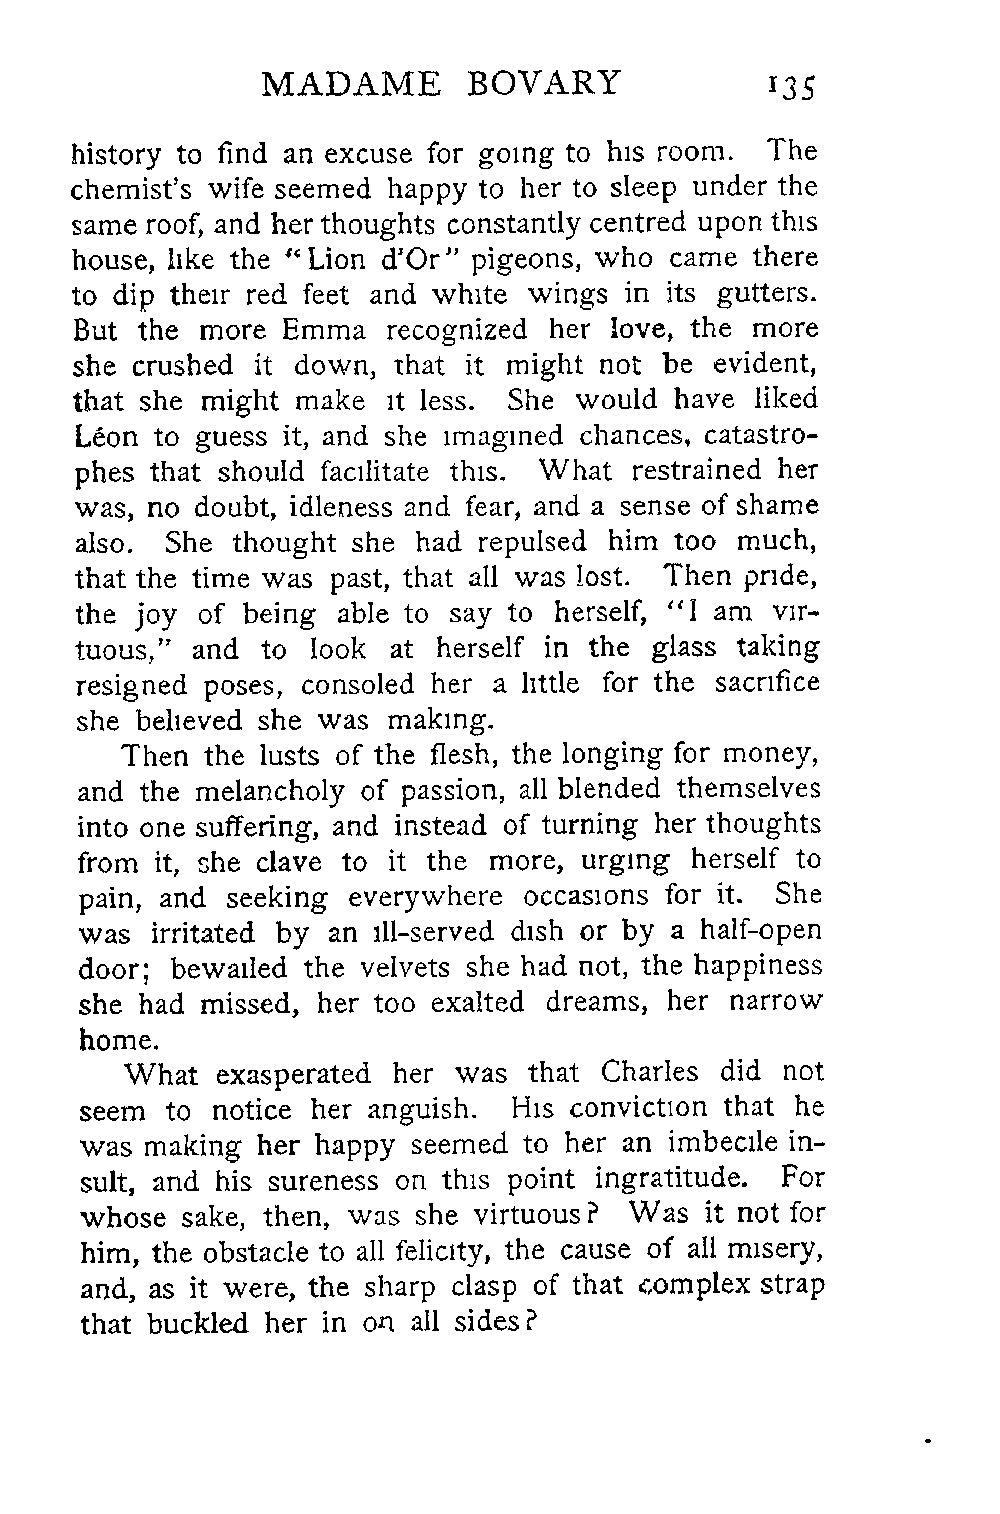 MADAME BOVARY 135
history to find an excuse for going to his room. The
chemist's wife seemed happy to her to sleep under the
same roof, and her thoughts constantly centred upon this
house, like the "Lion d'Or" pigeons, who came there
to dip their red feet and white wings in its gutters.
But the more Emma recognized her love, the more
she crushed it down, that it might not be evident,
that she might make it less. She would have liked
Léon to guess it, and she imagined chances, catastro-
phes that should facilitate this. What restrained her
was, no doubt, idleness and fear, and a sense of shame
also. She thought she had repulsed him too much,
that the time was past, that all was lost. Then pride,
the joy of being able to say to herself, "I am vir-
tuous," and to look at herself in the glass taking
resigned poses, consoled her a little for the sacrifice
she believed she was making.
Then the lusts of the flesh, the longing for money,
and the melancholy of passion, all blended themselves
into one suffering, and instead of turning her thoughts
from it, she clave to it the more, urging herself to
pain, and seeking everywhere occasions for it. She
was irritated by an ill-served dish or by a half-open
door; bewailed the velvets she had not, the happiness
she had missed, her too exalted dreams, her narrow
home.
What exasperated her was that Charles did not
seem to notice her anguish. His conviction that he
was making her happy seemed to her an imbecile in-
sult, and his sureness on this point ingratitude. For
whose sake, then, was she virtuous? Was it not for
him, the obstacle to all felicity, the cause of all misery,
and, as it were, the sharp clasp of that complex strap
that buckled her in on all sides?